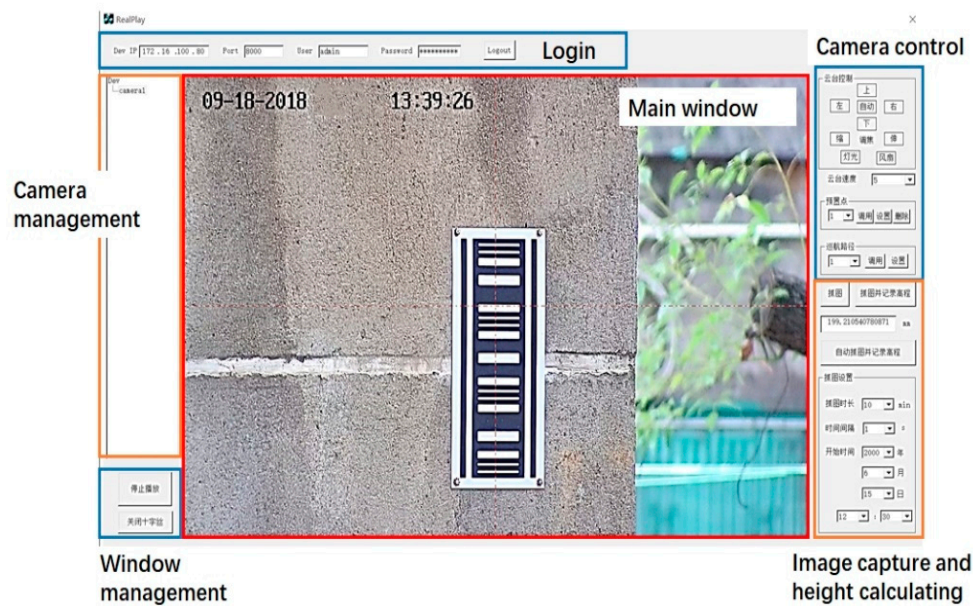 RealPlay
Dev IP 172 . 16 .100 . 80 Port 8000 User admin Password ********** Logout Login
Camera control
Dev
camera1
09-18-2018 13:39:26
Main window
Camera
management
云台控制
上
左 自动 右
下
缩 调焦 伸
灯光 风扇
云台速度 5
预置点
1 调用 设置 删除
巡航路径
1 调用 设置
抓图 抓图并记录高程
199.210540780871 mm
自动抓图并记录高程
抓图设置
抓图时长 10 min
时间间隔 1 s
开始时间 2000 年
6 月
15 日
12 : 30
停止播放
关闭十字丝
Window
management
Image capture and
height calculating